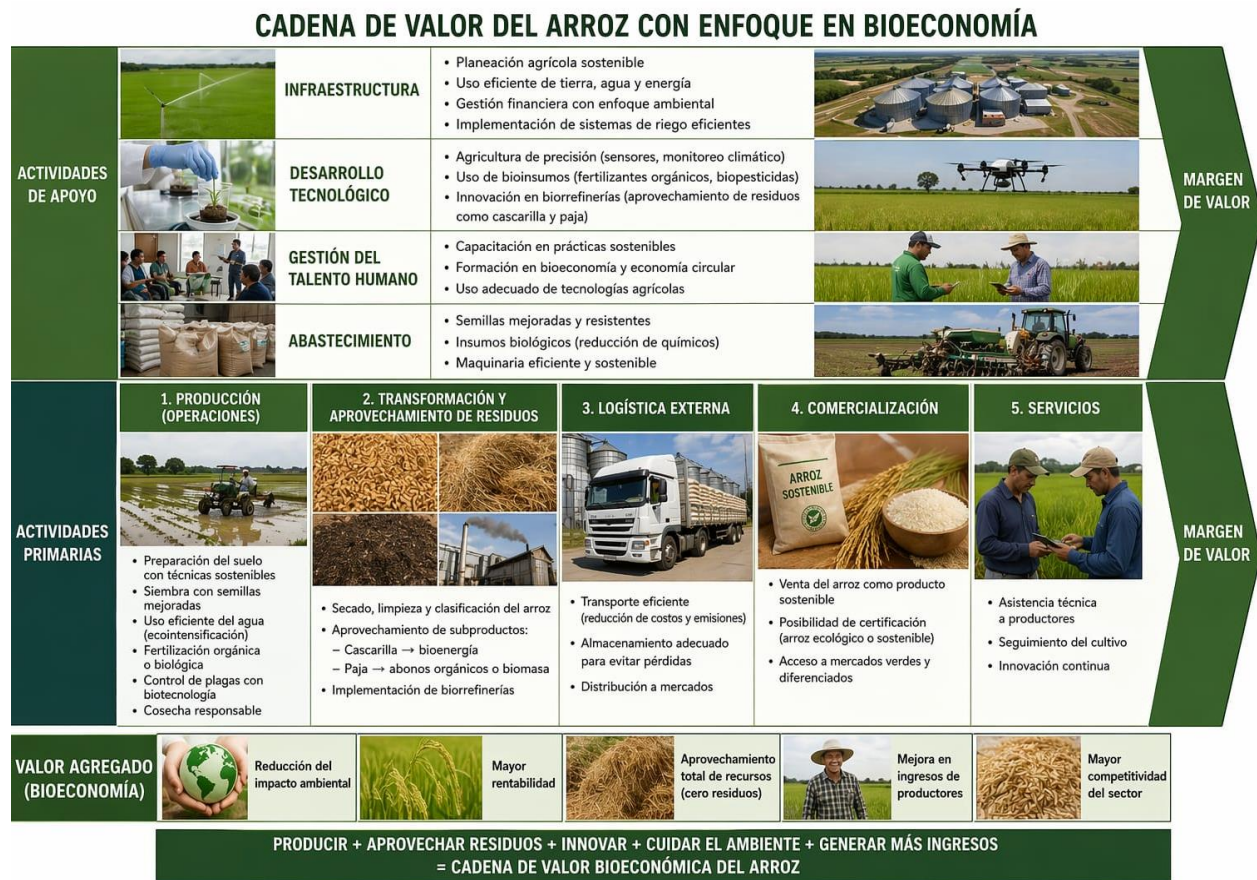 CADENA DE VALOR DEL ARROZ CON ENFOQUE EN BIOECONOMÍA
ACTIVIDADES
DE APOYO
INFRAESTRUCTURA
• Planeación agrícola sostenible
• Uso eficiente de tierra, agua y energía
• Gestión financiera con enfoque ambiental
• Implementación de sistemas de riego eficientes
DESARROLLO
TECNOLÓGICO
• Agricultura de precisión (sensores, monitoreo climático)
• Uso de bioinsumos (fertilizantes orgánicos, biopesticidas)
• Innovación en biorrefinerías (aprovechamiento de residuos
como cascarilla y paja)
GESTIÓN DEL
TALENTO HUMANO
• Capacitación en prácticas sostenibles
• Formación en bioeconomía y economía circular
• Uso adecuado de tecnologías agrícolas
ABASTECIMIENTO
• Semillas mejoradas y resistentes
• Insumos biológicos (reducción de químicos)
• Maquinaria eficiente y sostenible
MARGEN
DE VALOR
ACTIVIDADES
PRIMARIAS
1. PRODUCCIÓN
(OPERACIONES)
• Preparación del suelo
con técnicas sostenibles
• Siembra con semillas
mejoradas
• Uso eficiente del agua
(ecointensificación)
• Fertilización orgánica
o biológica
• Control de plagas con
biotecnología
• Cosecha responsable
2. TRANSFORMACIÓN Y
APROVECHAMIENTO DE RESIDUOS
• Secado, limpieza y clasificación del arroz
• Aprovechamiento de subproductos:
– Cascarilla → bioenergía
– Paja → abonos orgánicos o biomasa
• Implementación de biorrefinerías
3. LOGÍSTICA EXTERNA
• Transporte eficiente
(reducción de costos y emisiones)
• Almacenamiento adecuado
para evitar pérdidas
• Distribución a mercados
4. COMERCIALIZACIÓN
ARROZ
SOSTENIBLE
• Venta del arroz como producto
sostenible
• Posibilidad de certificación
(arroz ecológico o sostenible)
• Acceso a mercados verdes y
diferenciados
5. SERVICIOS
• Asistencia técnica
a productores
• Seguimiento del cultivo
• Innovación continua
MARGEN
DE VALOR
VALOR AGREGADO
(BIOECONOMÍA)
Reducción del
impacto ambiental
Mayor
rentabilidad
Aprovechamiento
total de recursos
(cero residuos)
Mejora en
ingresos de
productores
Mayor
competitividad
del sector
PRODUCIR + APROVECHAR RESIDUOS + INNOVAR + CUIDAR EL AMBIENTE + GENERAR MÁS INGRESOS
= CADENA DE VALOR BIOECONÓMICA DEL ARROZ